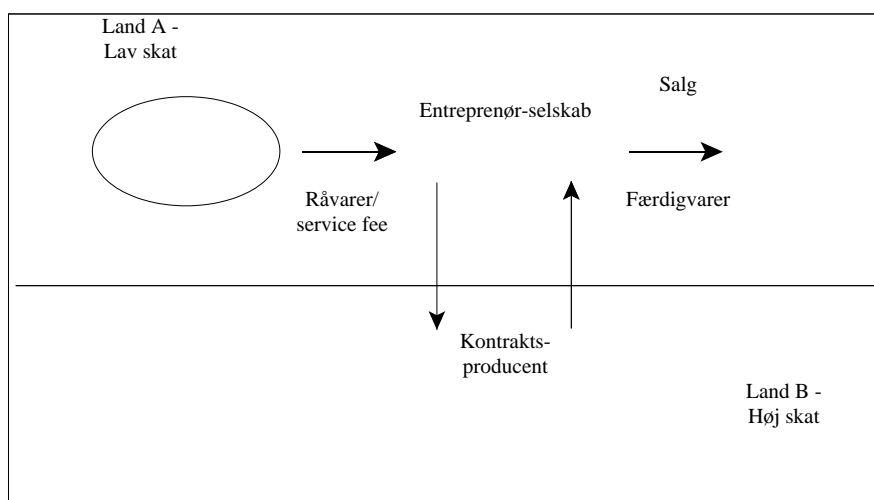 Land A -
Lav skat
Salg
Entreprenør-selskab
Råvarer/
service fee
Færdigvarer
Kontrakts-
producent
Land B -
Høj skat